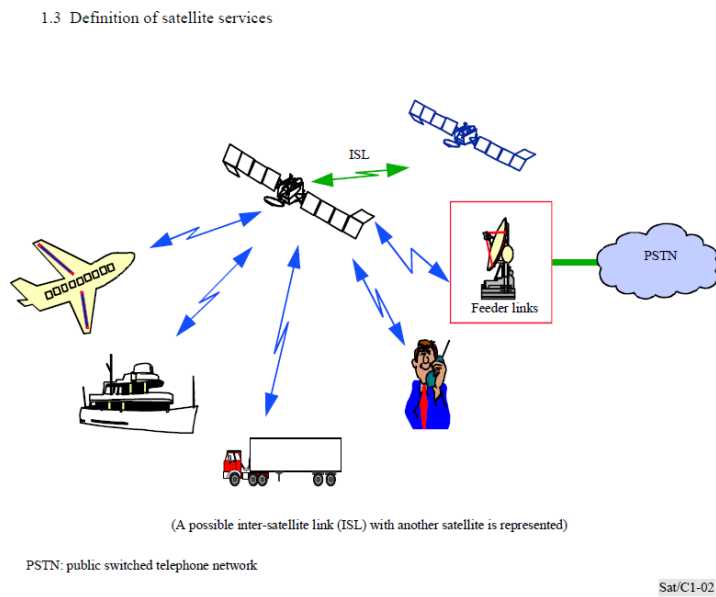 1.3 Definition of satellite services
ISL
PSTN
Feeder links
(A possible inter-satellite link (ISL) with another satellite is represented)
PSTN: public switched telephone network
Sat/C1-02